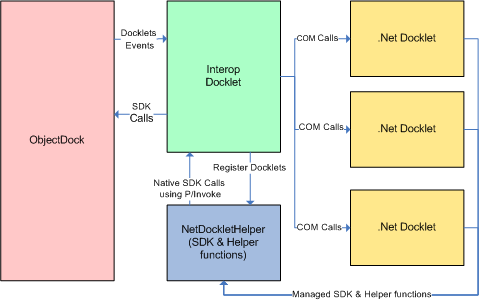 Docklets
Events
COM Calls
.Net Docklet
Interop
Docklet
SDK
Calls
ObjectDock
COM Calls
.Net Docklet
Register Docklets
Native SDK Calls
using P/Invoke
NetDockletHelper
(SDK & Helper
functions)
COM Calls
.Net Docklet
Managed SDK & Helper functions